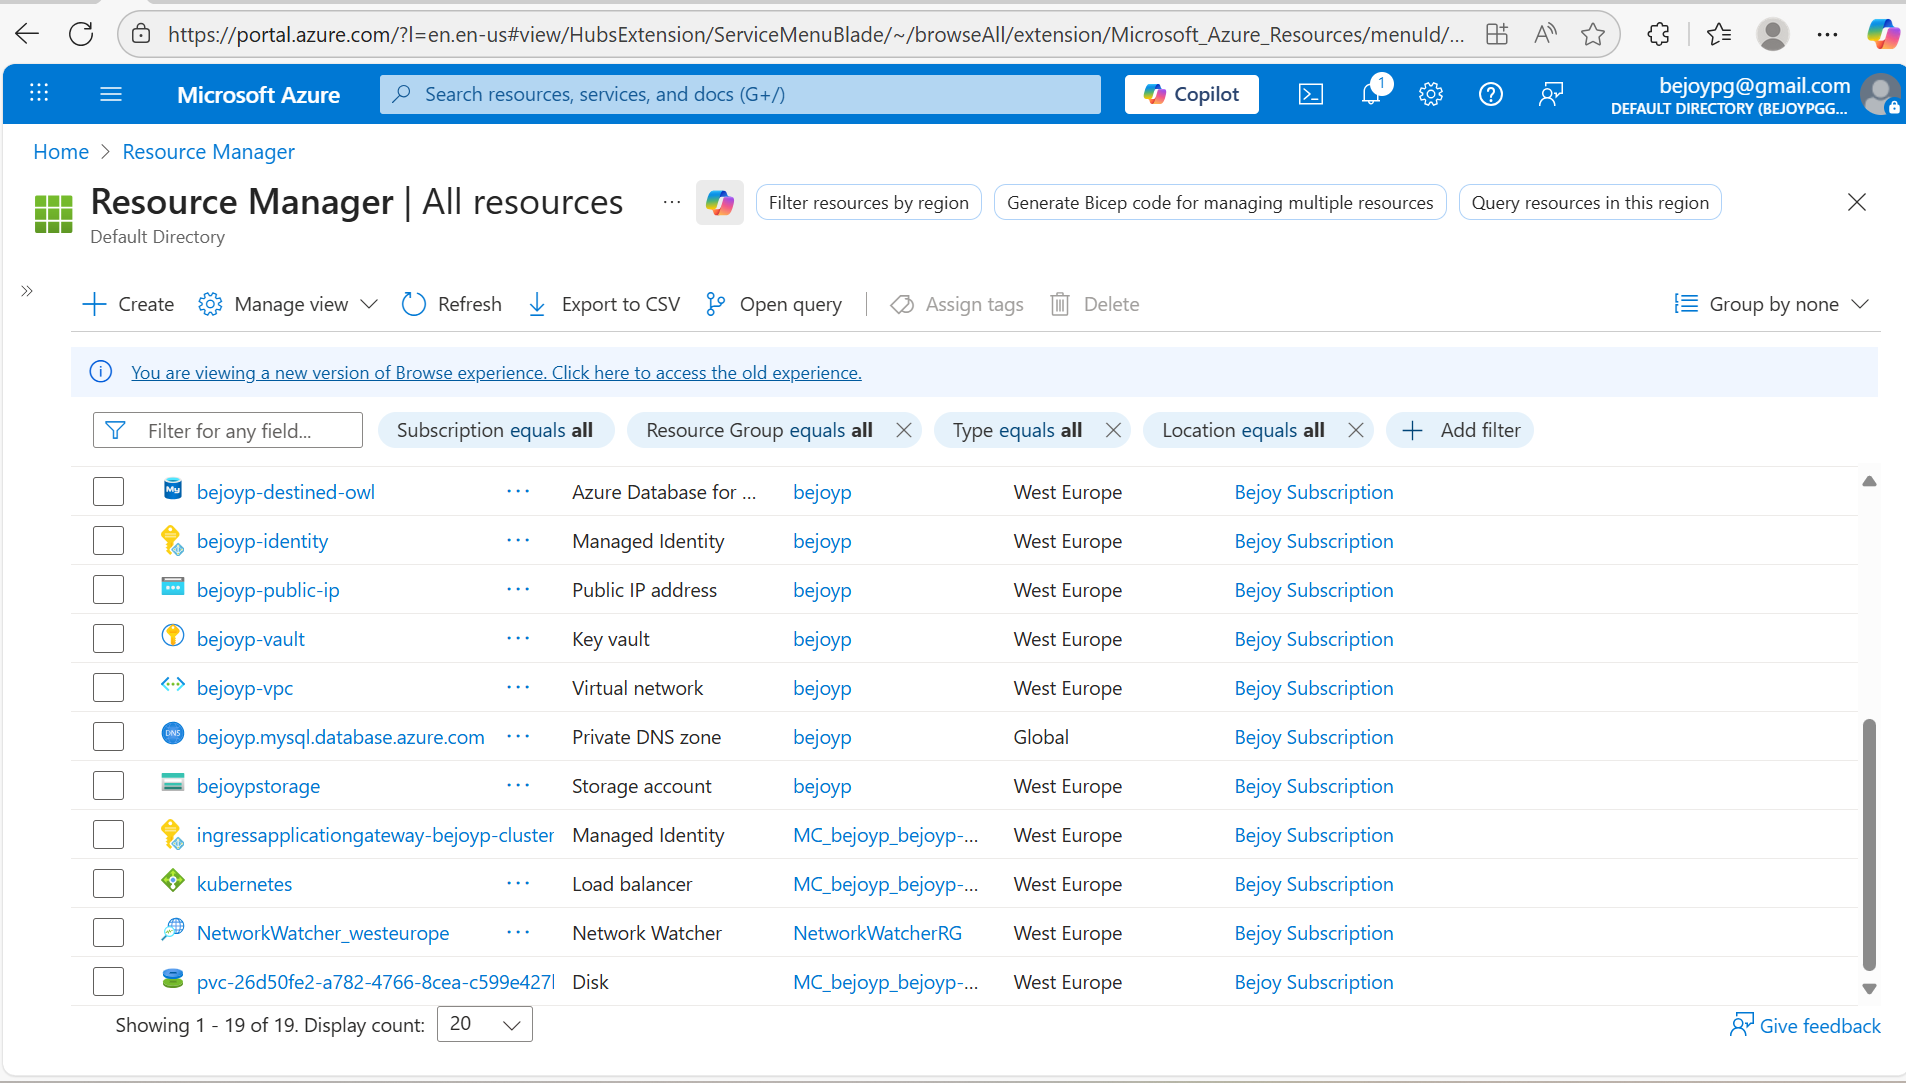 https://portal.azure.com/?l=en.en-us#view/HubsExtension/ServiceMenuBlade/~/browseAll/extension/Microsoft_Azure_Resources/menuId/...
Microsoft Azure
Search resources, services, and docs (G+/)
Copilot
1
bejoypg@gmail.com
DEFAULT DIRECTORY (BEJOYPGG...
Home > Resource Manager
Resource Manager | All resources ...
Filter resources by region
Generate Bicep code for managing multiple resources
Query resources in this region
Default Directory
Create Manage view Refresh Export to CSV Open query | Assign tags Delete Group by none
You are viewing a new version of Browse experience. Click here to access the old experience.
Filter for any field... Subscription equals all Resource Group equals all Type equals all Location equals all Add filter
bejoyp-destined-owl ... Azure Database for ... bejoyp West Europe Bejoy Subscription
bejoyp-identity ... Managed Identity bejoyp West Europe Bejoy Subscription
bejoyp-public-ip ... Public IP address bejoyp West Europe Bejoy Subscription
bejoyp-vault ... Key vault bejoyp West Europe Bejoy Subscription
bejoyp-vpc ... Virtual network bejoyp West Europe Bejoy Subscription
DNS bejoyp.mysql.database.azure.com ... Private DNS zone bejoyp Global Bejoy Subscription
bejoypstorage ... Storage account bejoyp West Europe Bejoy Subscription
ingressapplicationgateway-bejoyp-cluster Managed Identity MC_bejoyp_bejoyp-... West Europe Bejoy Subscription
kubernetes ... Load balancer MC_bejoyp_bejoyp-... West Europe Bejoy Subscription
NetworkWatcher_westeurope ... Network Watcher NetworkWatcherRG West Europe Bejoy Subscription
pvc-26d50fe2-a782-4766-8cea-c599e427 Disk MC_bejoyp_bejoyp-... West Europe Bejoy Subscription
Showing 1 - 19 of 19. Display count: 20
Give feedback